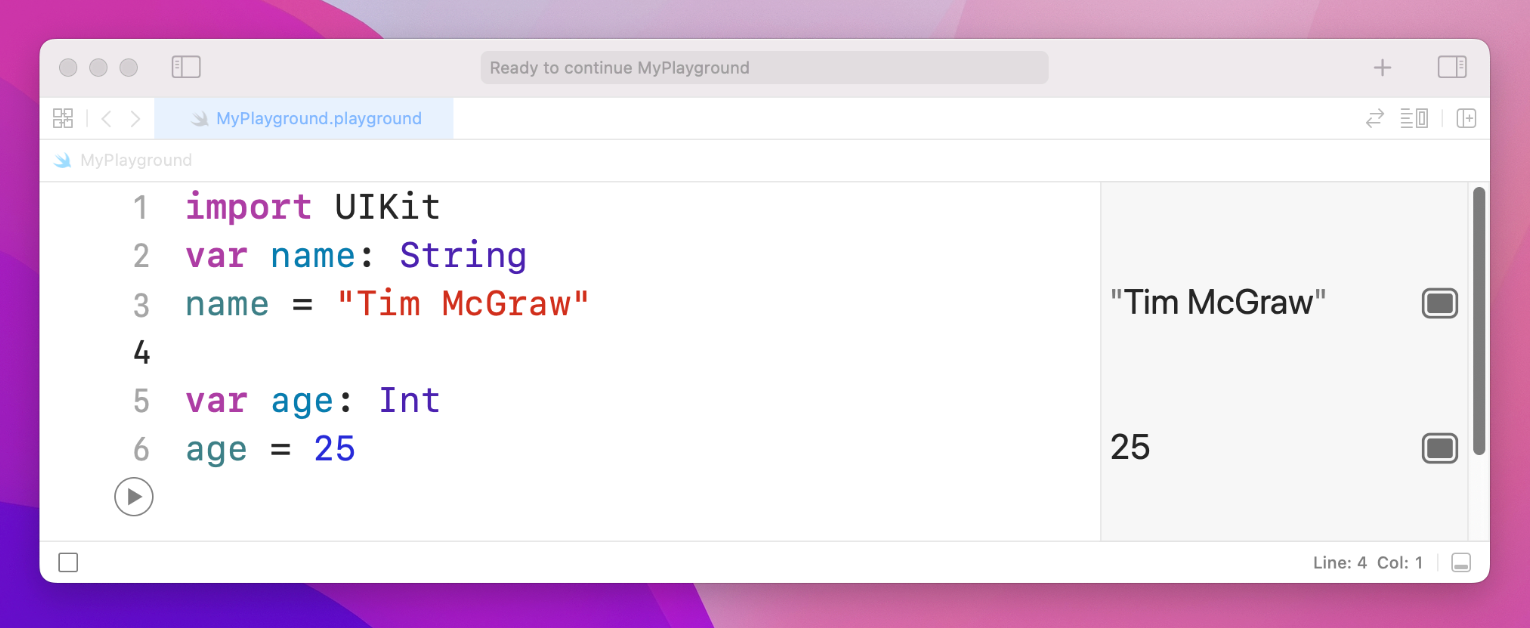 Ready to continue MyPlayground
MyPlayground.playground
MyPlayground
1 import UIKit
2 var name: String
3 name = "Tim McGraw"
"Tim McGraw"
4
5 var age: Int
6 age = 25
25
Line: 4 Col: 1